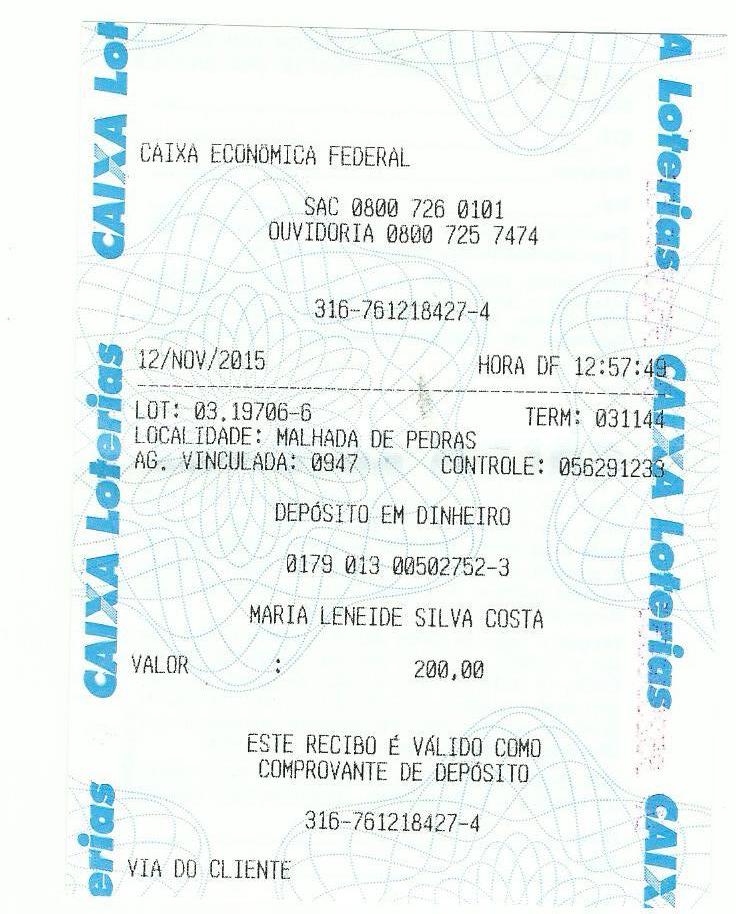 CAIXA Lot
A Loterias
CAIXA ECONÔMICA FEDERAL
SAC 0800 726 0101
OUVIDORIA 0800 725 7474
316-761218427-4
12/NOV/2015 HORA DF 12:57:49
LOT: 03.19706-6 TERM: 031144
LOCALIDADE: MALHADA DE PEDRAS
AG. VINCULADA: 0947 CONTROLE: 056291233
CAIXA Loterias
CAIXA Loterias
DEPÓSITO EM DINHEIRO
0179 013 00502752-3
MARIA LENEIDE SILVA COSTA
VALOR : 200,00
ESTE RECIBO É VÁLIDO COMO
COMPROVANTE DE DEPÓSITO
316-761218427-4
VIA DO CLIENTE
erias
CAIX